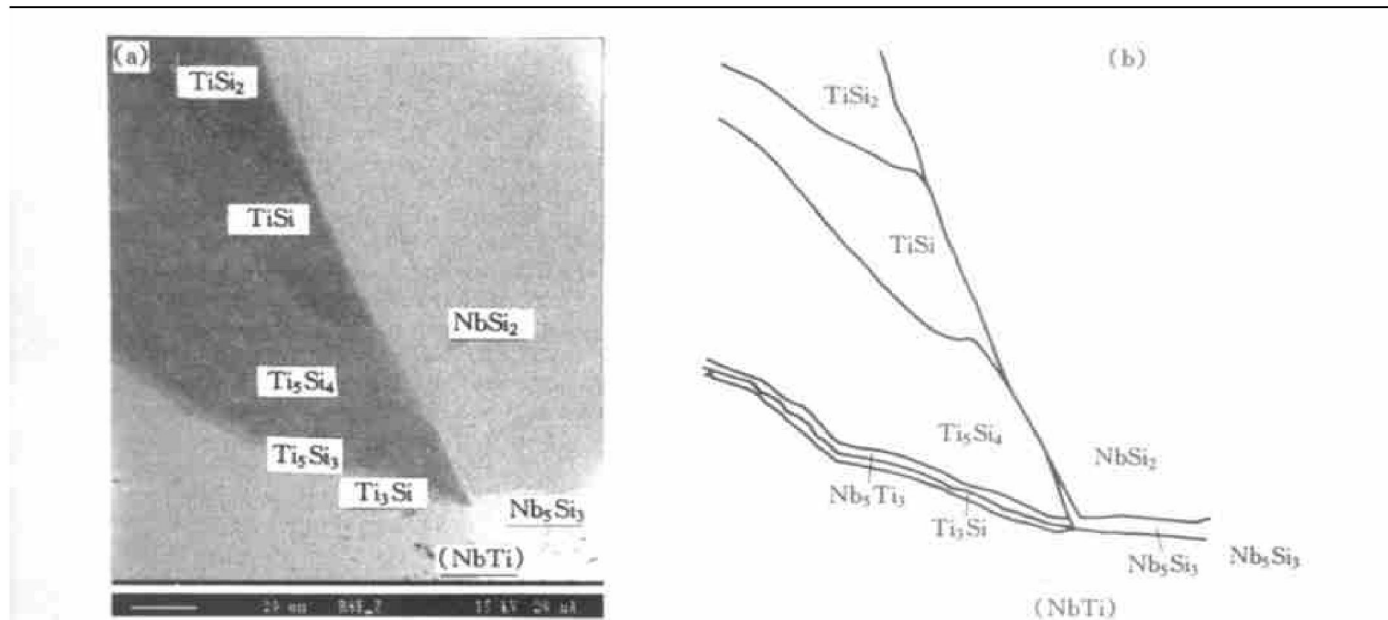 (a)
TiSi₂
TiSi
NbSi₂
Ti₅Si₄
Ti₅Si₃
Ti₃Si
Nb₅Si₃
(NbTi)
15 kV
(b)
TiSi₂
TiSi
Ti₅Si₄
NbSi₂
Nb₅Ti₃
Ti₃Si
Nb₅Si₃
Nb₅Si₃
(NbTi)